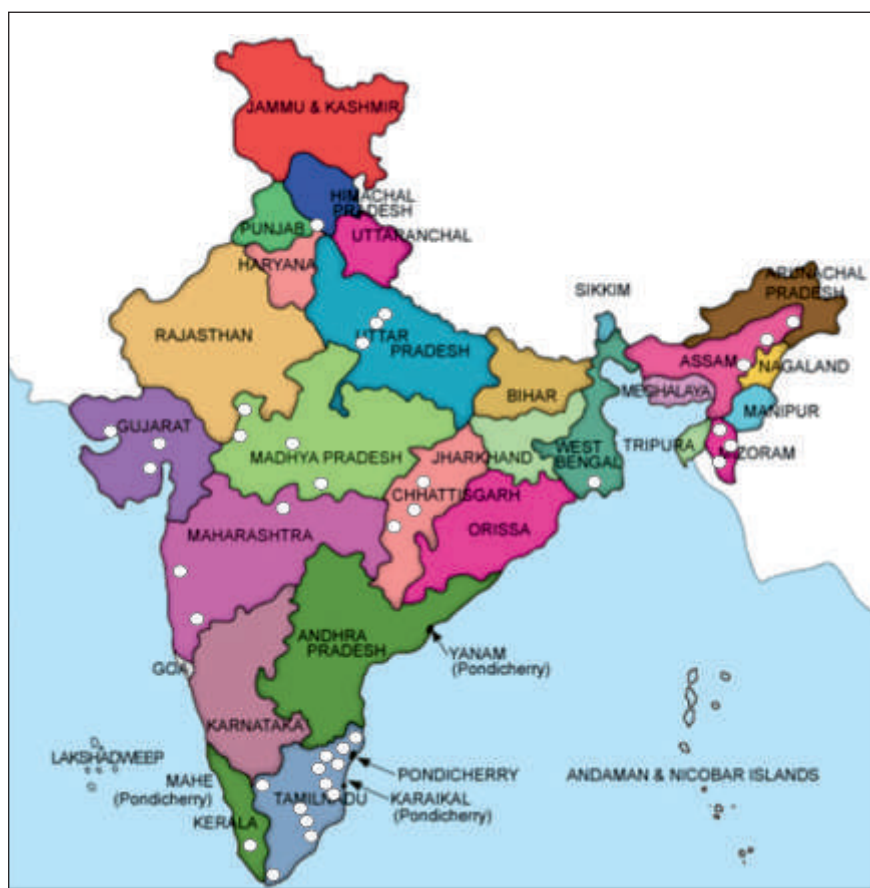 JAMMU & KASHMIR
HIMACHAL
PRADESH
PUNJAB
UTTARANCHAL
HARYANA
ARUNACHAL
PRADESH
SIKKIM
RAJASTHAN
UTTAR
PRADESH
ASSAM
NAGALAND
BIHAR
MEGHALAYA
MANIPUR
GUJARAT
TRIPURA
MIZORAM
MADHYA PRADESH
JHARKHAND
WEST
BENGAL
CHHATTISGARH
MAHARASHTRA
ORISSA
ANDHRA
PRADESH
YANAM
(Pondicherry)
GOA
KARNATAKA
LAKSHADWEEP
MAHE
(Pondicherry)
PONDICHERRY
ANDAMAN & NICOBAR ISLANDS
TAMILNADU
KARAIKAL
(Pondicherry)
KERALA